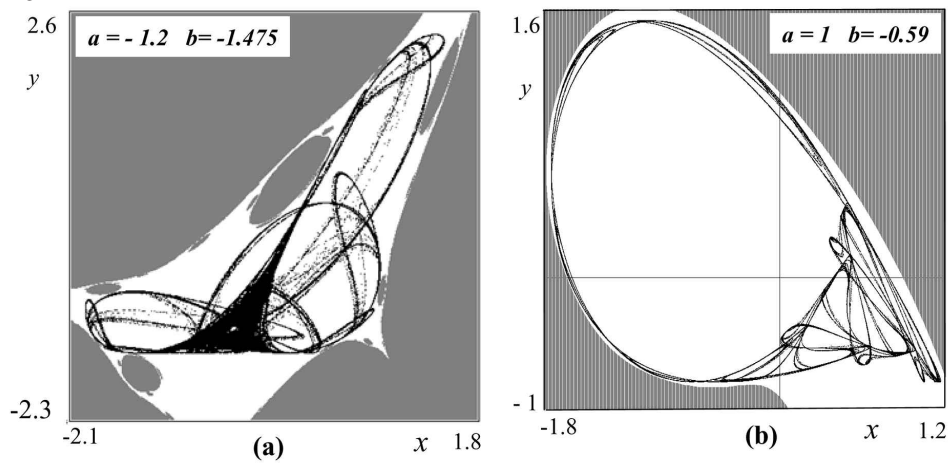 2.6
a = - 1.2 b= -1.475
y
-2.3
-2.1
x
1.8
(a)
1.6
a = 1 b= -0.59
y
- 1
-1.8
x
1.2
(b)